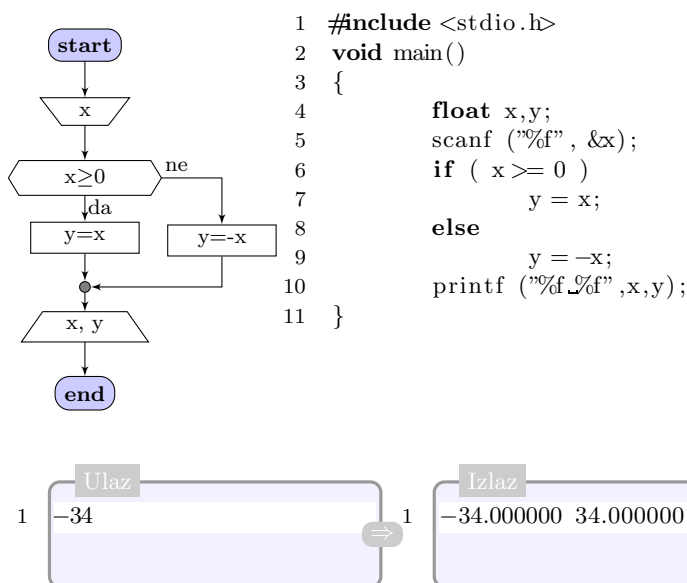 start
x
x≥0
ne
da
y=x
y=-x
x, y
end
1 #include <stdio.h>
2 void main()
3 {
4 float x,y;
5 scanf ("%f", &x);
6 if ( x >= 0 )
7 y = x;
8 else
9 y = −x;
10 printf ("%f␣%f",x,y);
11 }
Ulaz
1 −34
⇒
Izlaz
1 −34.000000 34.000000